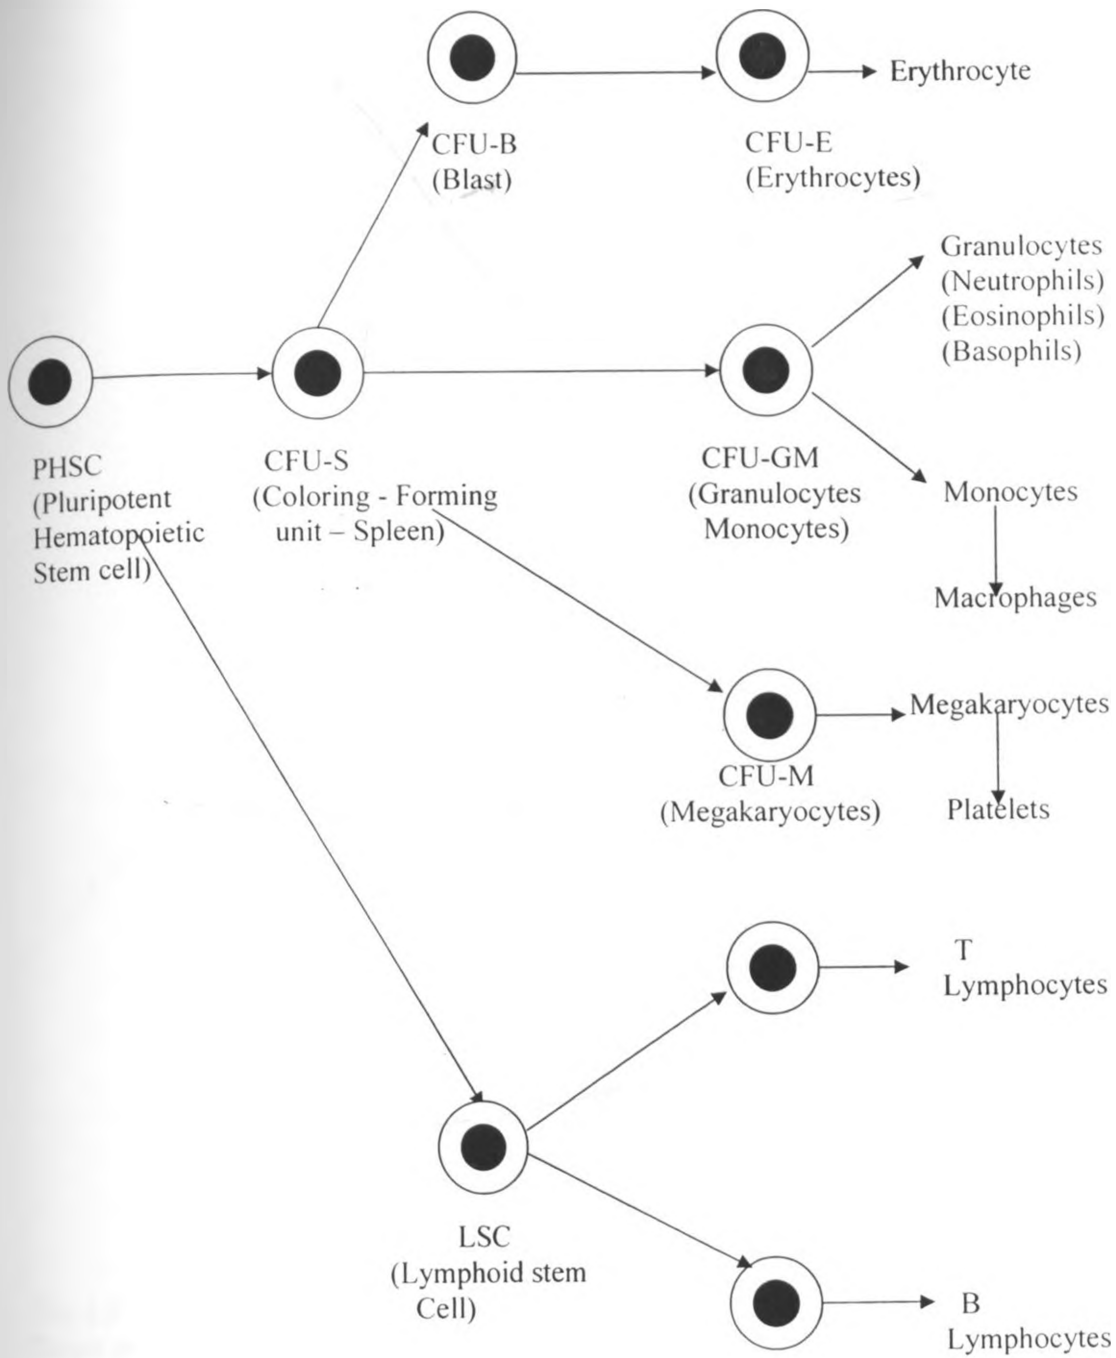 CFU-B
(Blast)
CFU-E
(Erythrocytes)
Erythrocyte
Granulocytes
(Neutrophils)
(Eosinophils)
(Basophils)
PHSC
(Pluripotent
Hematopoietic
Stem cell)
CFU-S
(Coloring - Forming
unit – Spleen)
CFU-GM
(Granulocytes
Monocytes)
Monocytes
Macrophages
CFU-M
(Megakaryocytes)
Megakaryocytes
Platelets
T
Lymphocytes
LSC
(Lymphoid stem
Cell)
B
Lymphocytes